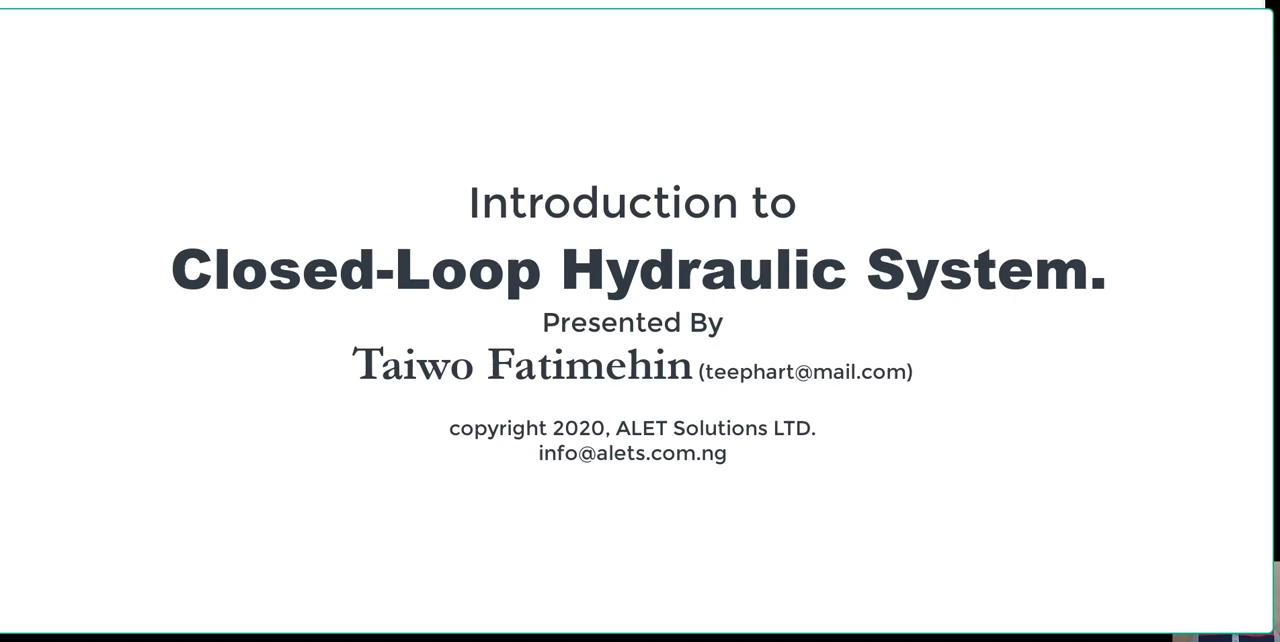 Introduction to
Closed-Loop Hydraulic System.
Presented By
Taiwo Fatimehin (teephart@mail.com)
copyright 2020, ALET Solutions LTD.
info@alets.com.ng